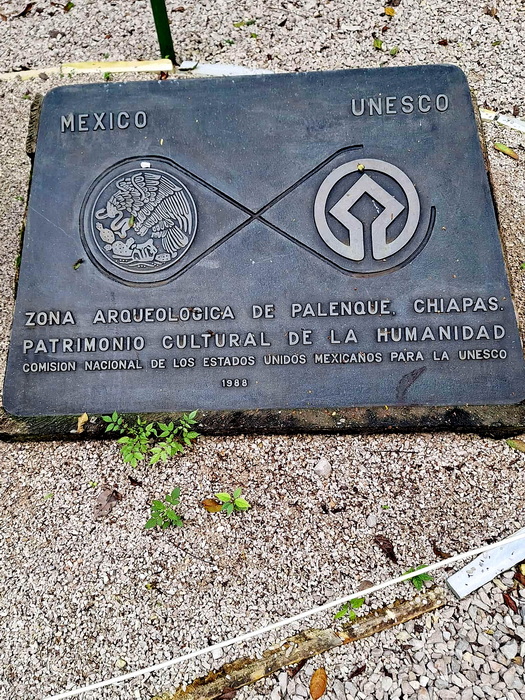 MEXICO
UNESCO
ZONA ARQUEOLOGICA DE PALENQUE, CHIAPAS.
PATRIMONIO CULTURAL DE LA HUMANIDAD
COMISION NACIONAL DE LOS ESTADOS UNIDOS MEXICANOS PARA LA UNESCO
1988